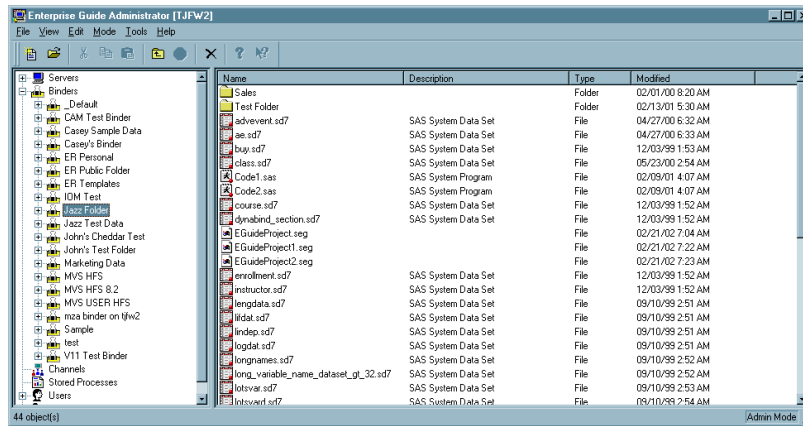 Enterprise Guide Administrator [TJFW2]
File View Edit Mode Tools Help
Servers
Binders
_Default
CAM Test Binder
Casey Sample Data
Casey's Binder
ER Personal
ER Public Folder
ER Templates
IOM Test
Jazz Folder
Jazz Test Data
John's Cheddar Test
John's Test Folder
Marketing Data
MVS HFS
MVS HFS 8.2
MVS USER HFS
mza binder on tjfw2
Sample
test
V11 Test Binder
Channels
Stored Processes
Users
Name Description Type Modified
Sales Folder 02/01/00 8:20 AM
Test Folder Folder 02/13/01 5:30 AM
advevent.sd7 SAS System Data Set File 04/27/00 6:32 AM
ae.sd7 SAS System Data Set File 04/27/00 6:33 AM
buy.sd7 SAS System Data Set File 12/03/99 1:53 AM
class.sd7 SAS System Data Set File 05/23/00 2:54 AM
Code1.sas SAS System Program File 02/09/01 4:07 AM
Code2.sas SAS System Program File 02/09/01 4:07 AM
course.sd7 SAS System Data Set File 12/03/99 1:52 AM
dynabind_section.sd7 SAS System Data Set File 12/03/99 1:52 AM
EGuideProject.seg File 02/21/02 7:04 AM
EGuideProject1.seg File 02/21/02 7:22 AM
EGuideProject2.seg File 02/21/02 7:23 AM
enrollment.sd7 SAS System Data Set File 12/03/99 1:52 AM
instructor.sd7 SAS System Data Set File 12/03/99 1:52 AM
lengdata.sd7 SAS System Data Set File 09/10/99 2:51 AM
lifdat.sd7 SAS System Data Set File 09/10/99 2:51 AM
lindep.sd7 SAS System Data Set File 09/10/99 2:51 AM
logdat.sd7 SAS System Data Set File 09/10/99 2:51 AM
longnames.sd7 SAS System Data Set File 09/10/99 2:52 AM
long_variable_name_dataset_gt_32.sd7 SAS System Data Set File 09/10/99 2:52 AM
lotsvar.sd7 SAS System Data Set File 09/10/99 2:53 AM
lotsvard.sd7 SAS System Data Set File 09/10/99 2:54 AM
44 object(s) Admin Mode